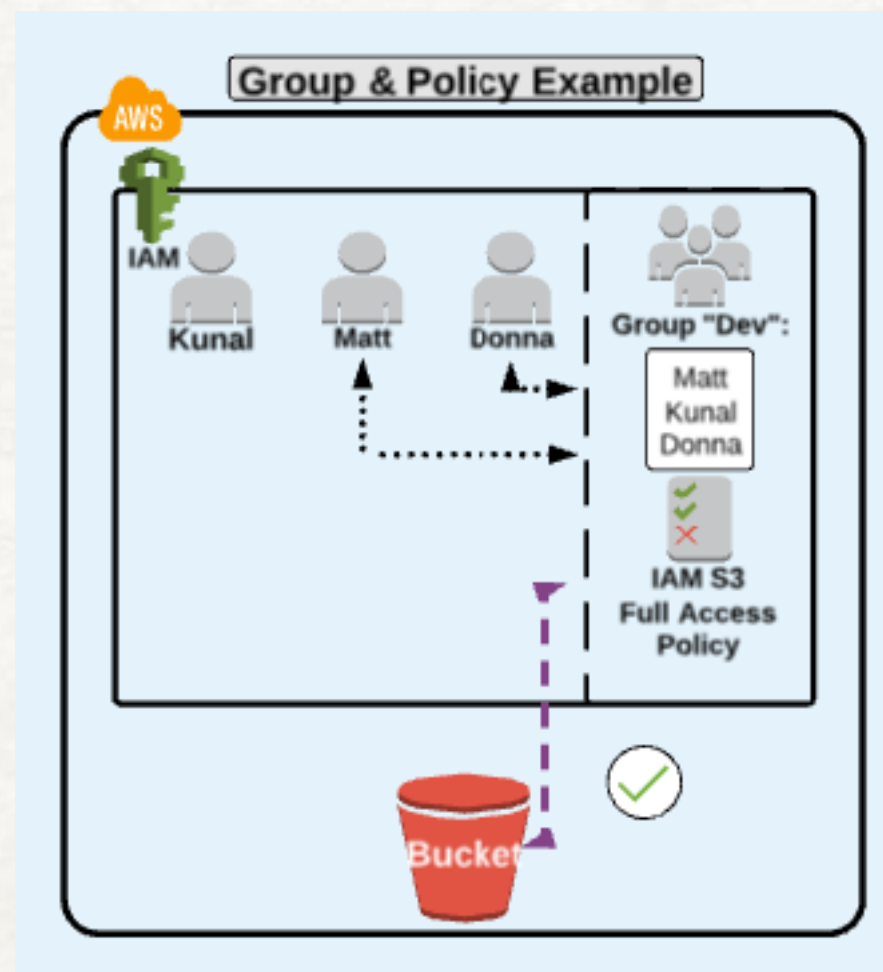 Group & Policy Example
AWS
IAM
Kunal
Matt
Donna
Group "Dev":
Matt
Kunal
Donna
IAM S3
Full Access
Policy
Bucket